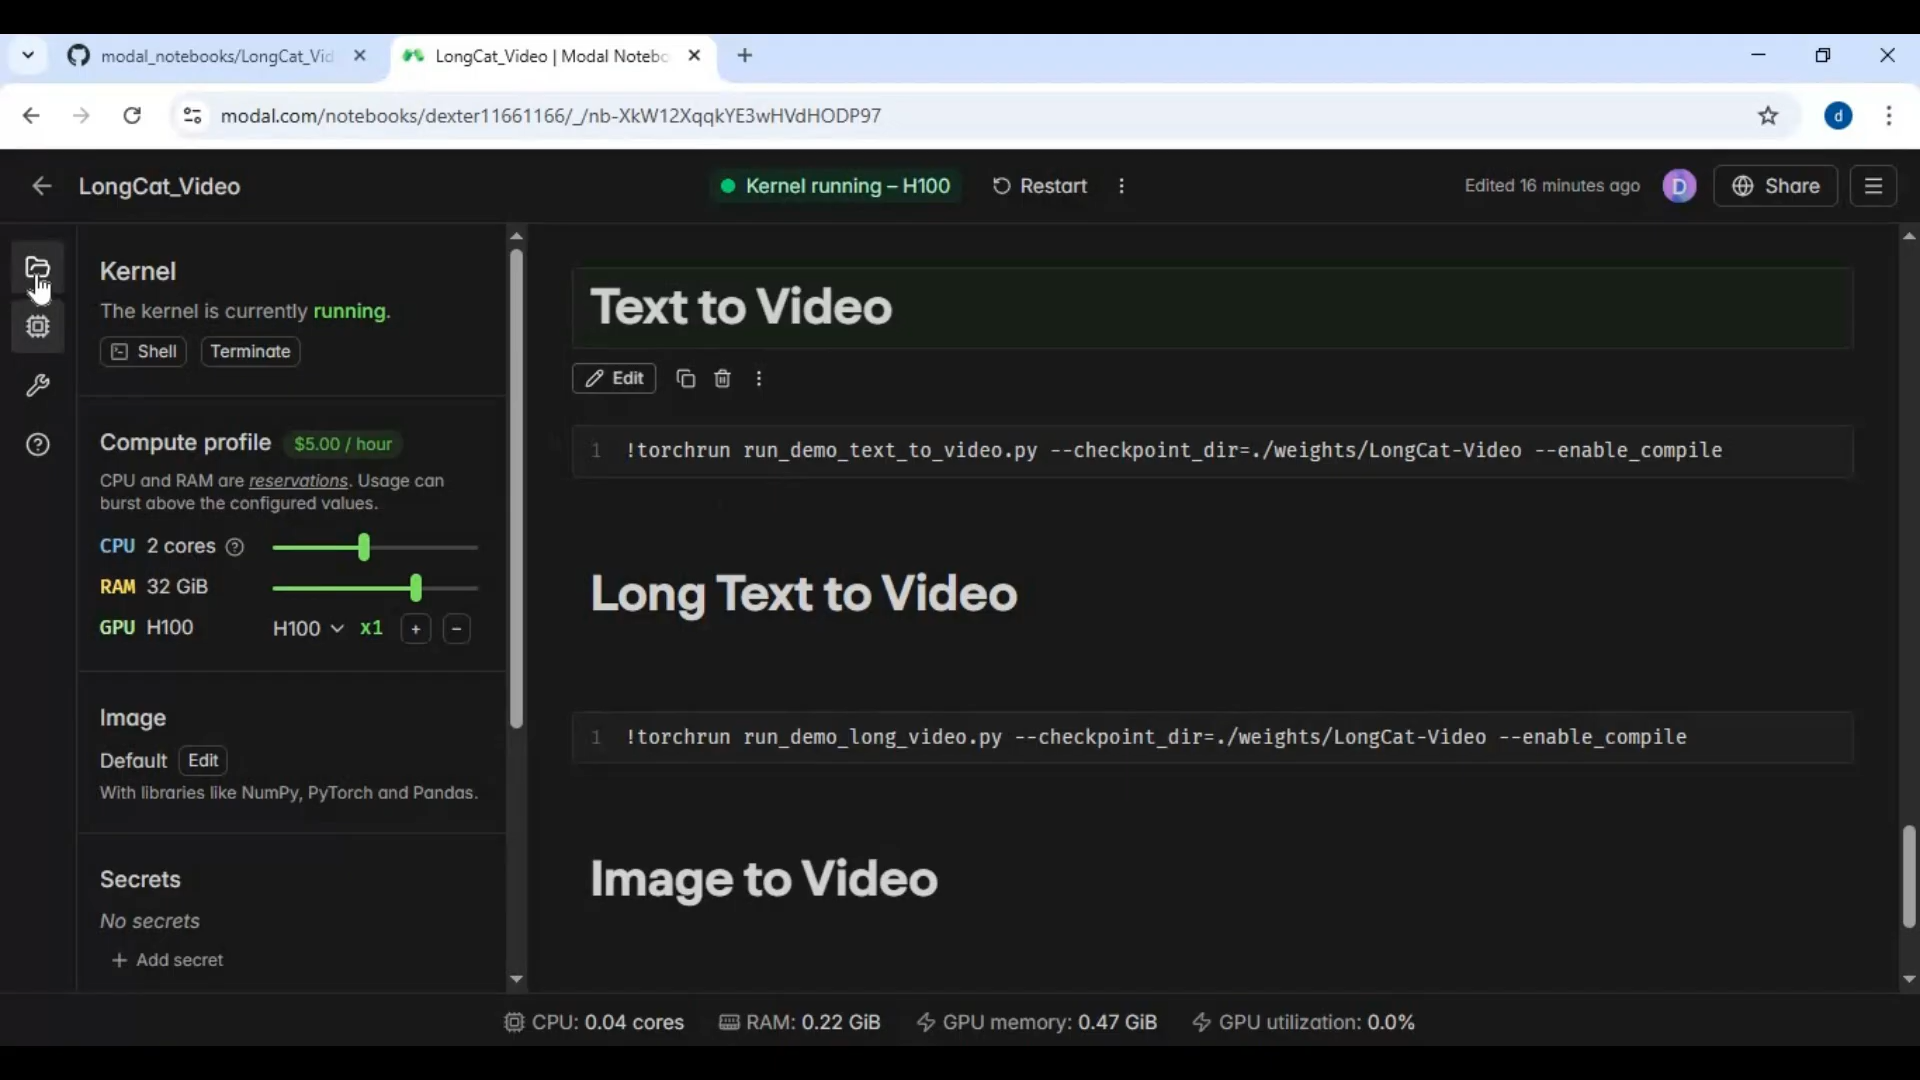 modal_notebooks/LongCat_Vid
LongCat_Video | Modal Notebo
modal.com/notebooks/dexter11661166/_/nb-XkW12XqqkYE3wHVdHODP97
d
LongCat_Video
Kernel running – H100
Restart
Edited 16 minutes ago
D
Share
Kernel
The kernel is currently running.
Shell
Terminate
Compute profile $5.00 / hour
CPU and RAM are reservations. Usage can
burst above the configured values.
CPU 2 cores
RAM 32 GiB
GPU H100 H100 x1 + -
Image
Default Edit
With libraries like NumPy, PyTorch and Pandas.
Secrets
No secrets
+ Add secret
Text to Video
Edit
1 !torchrun run_demo_text_to_video.py --checkpoint_dir=./weights/LongCat-Video --enable_compile
Long Text to Video
1 !torchrun run_demo_long_video.py --checkpoint_dir=./weights/LongCat-Video --enable_compile
Image to Video
CPU: 0.04 cores RAM: 0.22 GiB GPU memory: 0.47 GiB GPU utilization: 0.0%